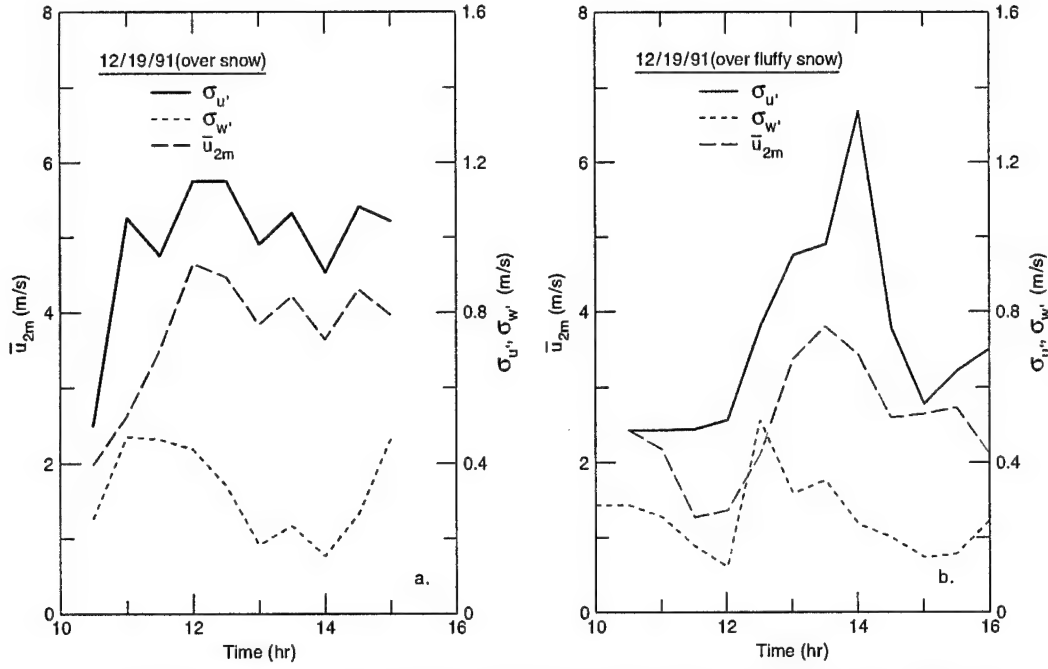 8
6
4
2
0
ū2m (m/s)
12/19/91(over snow)
σu'
σw'
ū2m
1.6
1.2
0.8
0.4
0
σu', σw' (m/s)
a.
10 12 14 16
Time (hr)
8
6
4
2
0
ū2m (m/s)
12/19/91(over fluffy snow)
σu'
σw'
ū2m
1.6
1.2
0.8
0.4
0
σu', σw' (m/s)
b.
10 12 14 16
Time (hr)